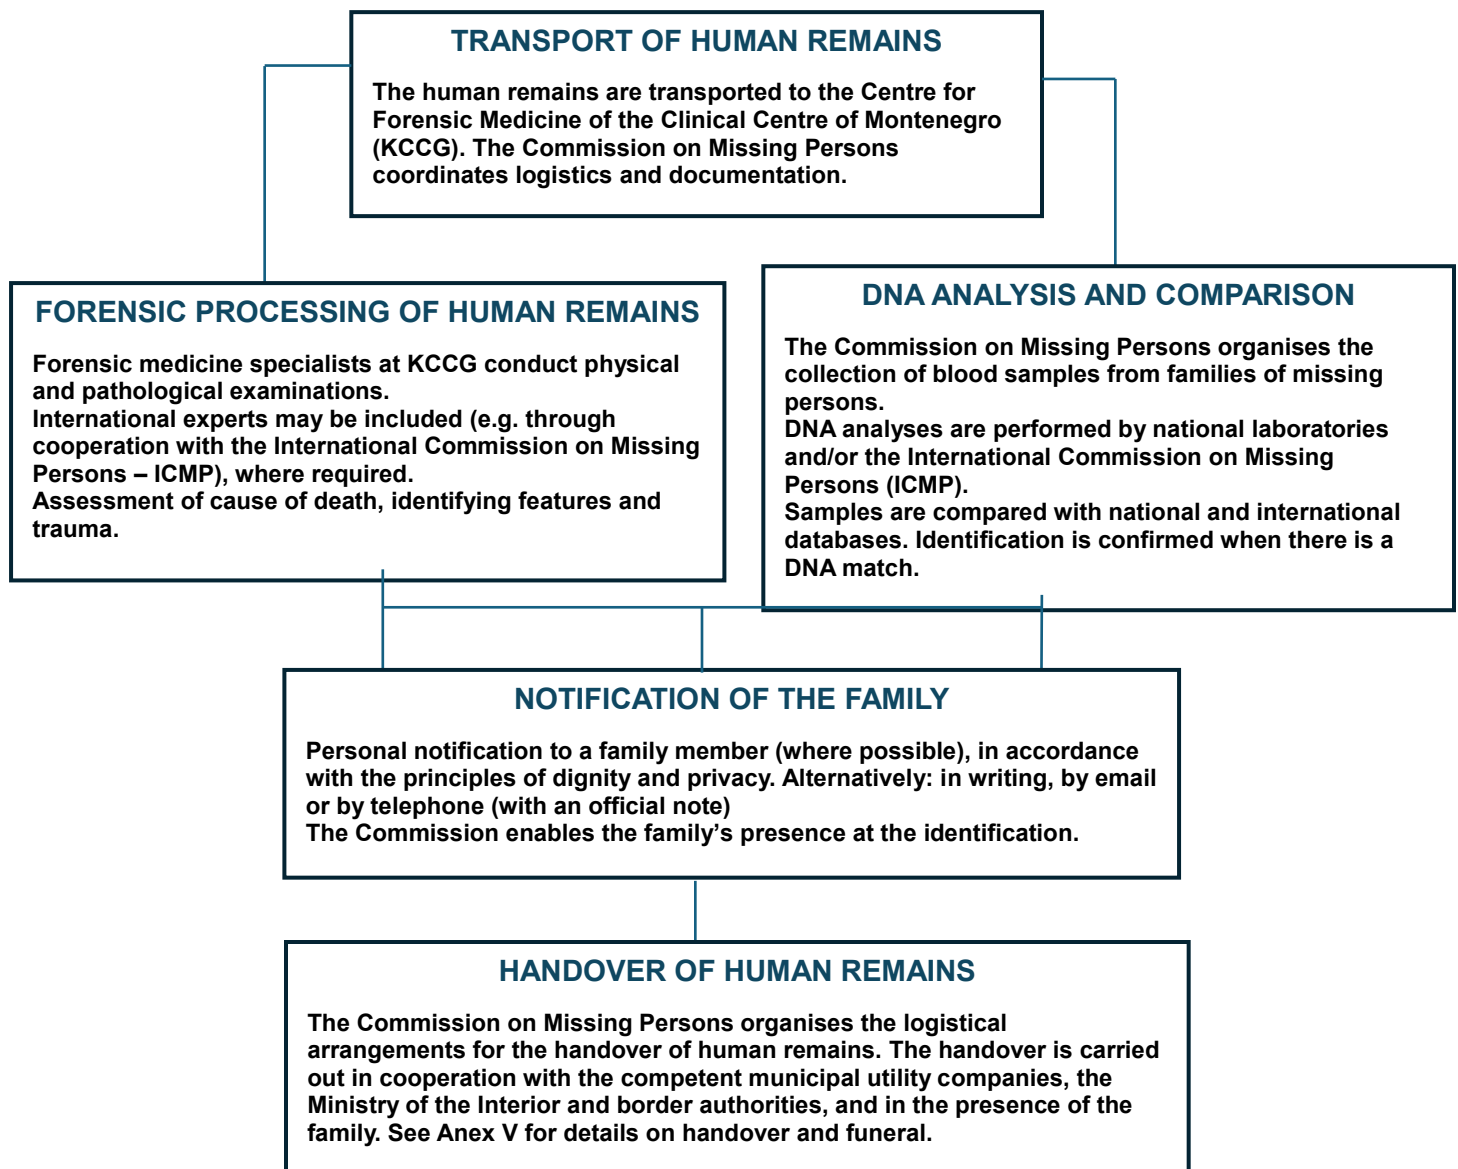 TRANSPORT OF HUMAN REMAINS
The human remains are transported to the Centre for
Forensic Medicine of the Clinical Centre of Montenegro
(KCCG). The Commission on Missing Persons
coordinates logistics and documentation.
FORENSIC PROCESSING OF HUMAN REMAINS
Forensic medicine specialists at KCCG conduct physical
and pathological examinations.
International experts may be included (e.g. through
cooperation with the International Commission on Missing
Persons – ICMP), where required.
Assessment of cause of death, identifying features and
trauma.
DNA ANALYSIS AND COMPARISON
The Commission on Missing Persons organises the
collection of blood samples from families of missing
persons.
DNA analyses are performed by national laboratories
and/or the International Commission on Missing
Persons (ICMP).
Samples are compared with national and international
databases. Identification is confirmed when there is a
DNA match.
NOTIFICATION OF THE FAMILY
Personal notification to a family member (where possible), in accordance
with the principles of dignity and privacy. Alternatively: in writing, by email
or by telephone (with an official note)
The Commission enables the family’s presence at the identification.
HANDOVER OF HUMAN REMAINS
The Commission on Missing Persons organises the logistical
arrangements for the handover of human remains. The handover is carried
out in cooperation with the competent municipal utility companies, the
Ministry of the Interior and border authorities, and in the presence of the
family. See Anex V for details on handover and funeral.